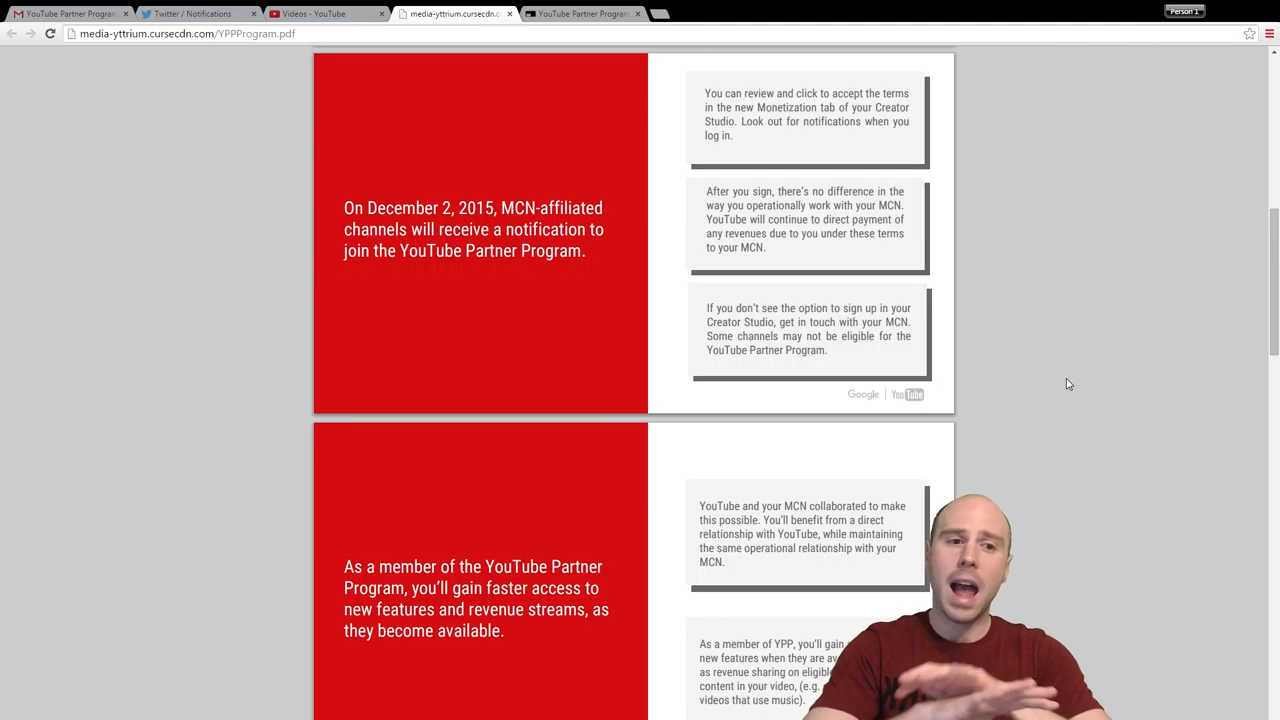 YouTube Partner Program
Twitter / Notifications
Videos - YouTube
media-yttrium.cursecdn.c
YouTube Partner Program
Person 1
media-yttrium.cursecdn.com/YPPProgram.pdf
On December 2, 2015, MCN-affiliated
channels will receive a notification to
join the YouTube Partner Program.
You can review and click to accept the terms
in the new Monetization tab of your Creator
Studio. Look out for notifications when you
log in.
After you sign, there's no difference in the
way you operationally work with your MCN.
YouTube will continue to direct payment of
any revenues due to you under these terms
to your MCN.
If you don't see the option to sign up in your
Creator Studio, get in touch with your MCN.
Some channels may not be eligible for the
YouTube Partner Program.
Google | YouTube
As a member of the YouTube Partner
Program, you'll gain faster access to
new features and revenue streams, as
they become available.
YouTube and your MCN collaborated to make
this possible. You'll benefit from a direct
relationship with YouTube, while maintaining
the same operational relationship with your
MCN.
As a member of YPP, you'll gain
new features when they are av
as revenue sharing on eligible
content in your video, (e.g.
videos that use music).